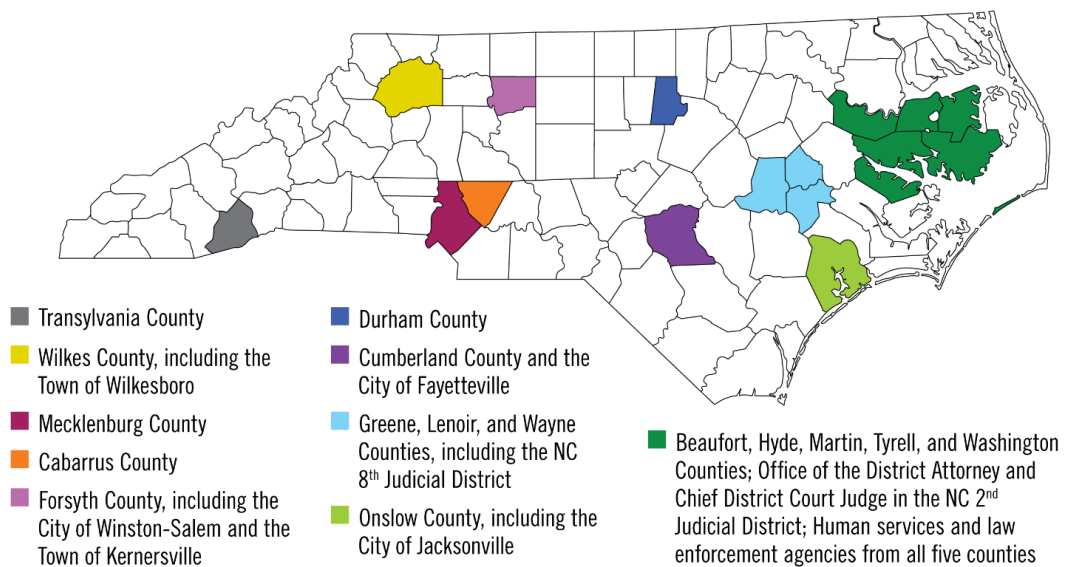 Transylvania County
Wilkes County, including the
Town of Wilkesboro
Mecklenburg County
Cabarrus County
Forsyth County, including the
City of Winston-Salem and the
Town of Kernersville
Durham County
Cumberland County and the
City of Fayetteville
Greene, Lenoir, and Wayne
Counties, including the NC
8th Judicial District
Onslow County, including the
City of Jacksonville
Beaufort, Hyde, Martin, Tyrell, and Washington
Counties; Office of the District Attorney and
Chief District Court Judge in the NC 2nd
Judicial District; Human services and law
enforcement agencies from all five counties